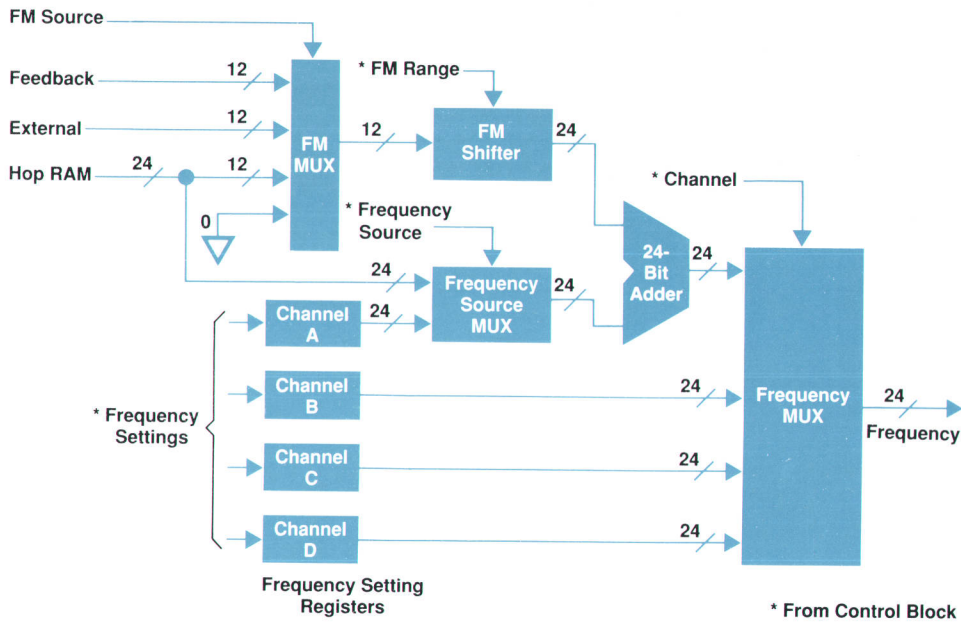 FM Source
Feedback
12
External
12
Hop RAM
24
12
0
FM
MUX
12
* FM Range
FM
Shifter
24
* Frequency
Source
24
Frequency
Source
MUX
24
24-
Bit
Adder
24
* Channel
Channel
A
24
* Frequency
Settings
Channel
B
24
Channel
C
24
Channel
D
24
Frequency
MUX
24
Frequency
Frequency Setting
Registers
* From Control Block